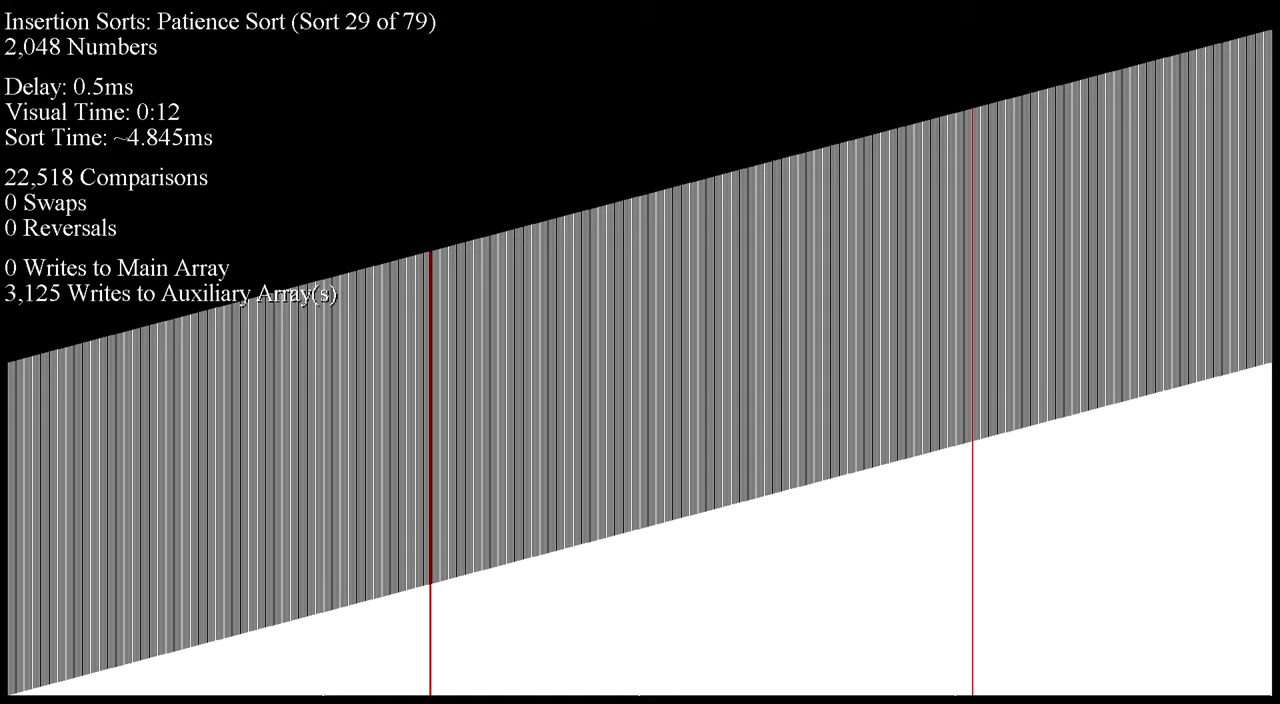 Insertion Sorts: Patience Sort (Sort 29 of 79)
2,048 Numbers
Delay: 0.5ms
Visual Time: 0:12
Sort Time: ~4.845ms
22,518 Comparisons
0 Swaps
0 Reversals
0 Writes to Main Array
3,125 Writes to Auxiliary Array(s)